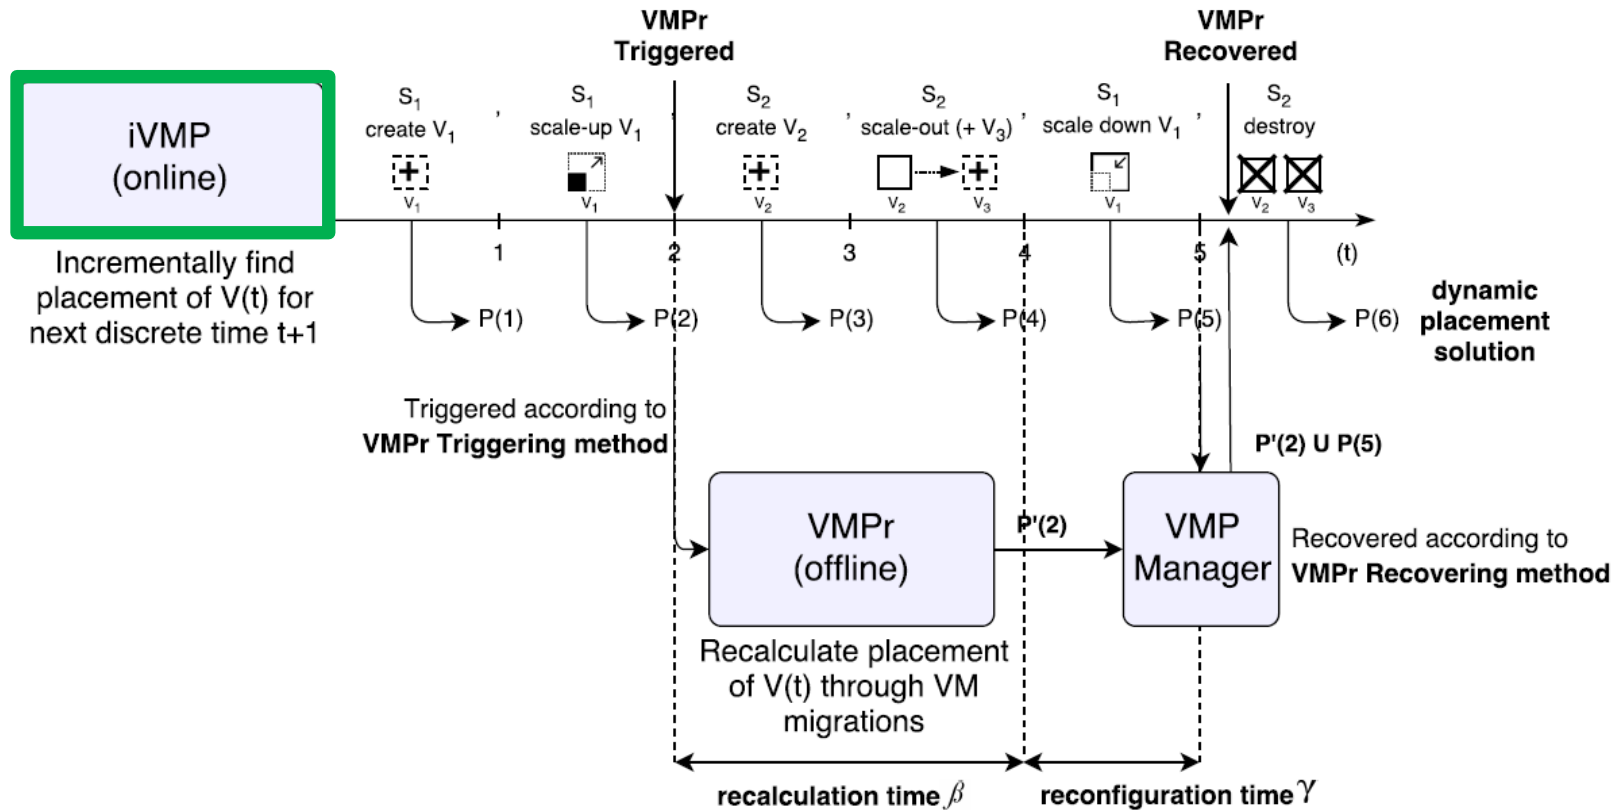 VMPr
Triggered
VMPr
Recovered
iVMP
(online)
S1
create V1
,
S1
scale-up V1
,
S2
create V2
,
S2
scale-out (+ V3)
,
S1
scale down V1
,
S2
destroy
V1
V1
V2
V2
V3
V1
V2
V3
1
2
3
4
5
(t)
Incrementally find
placement of V(t) for
next discrete time t+1
P(1)
P(2)
P(3)
P(4)
P(5)
P(6)
dynamic
placement
solution
Triggered according to
VMPr Triggering method
P'(2) U P(5)
VMPr
(offline)
P'(2)
VMP
Manager
Recovered according to
VMPr Recovering method
Recalculate placement
of V(t) through VM
migrations
recalculation time β
reconfiguration time γ